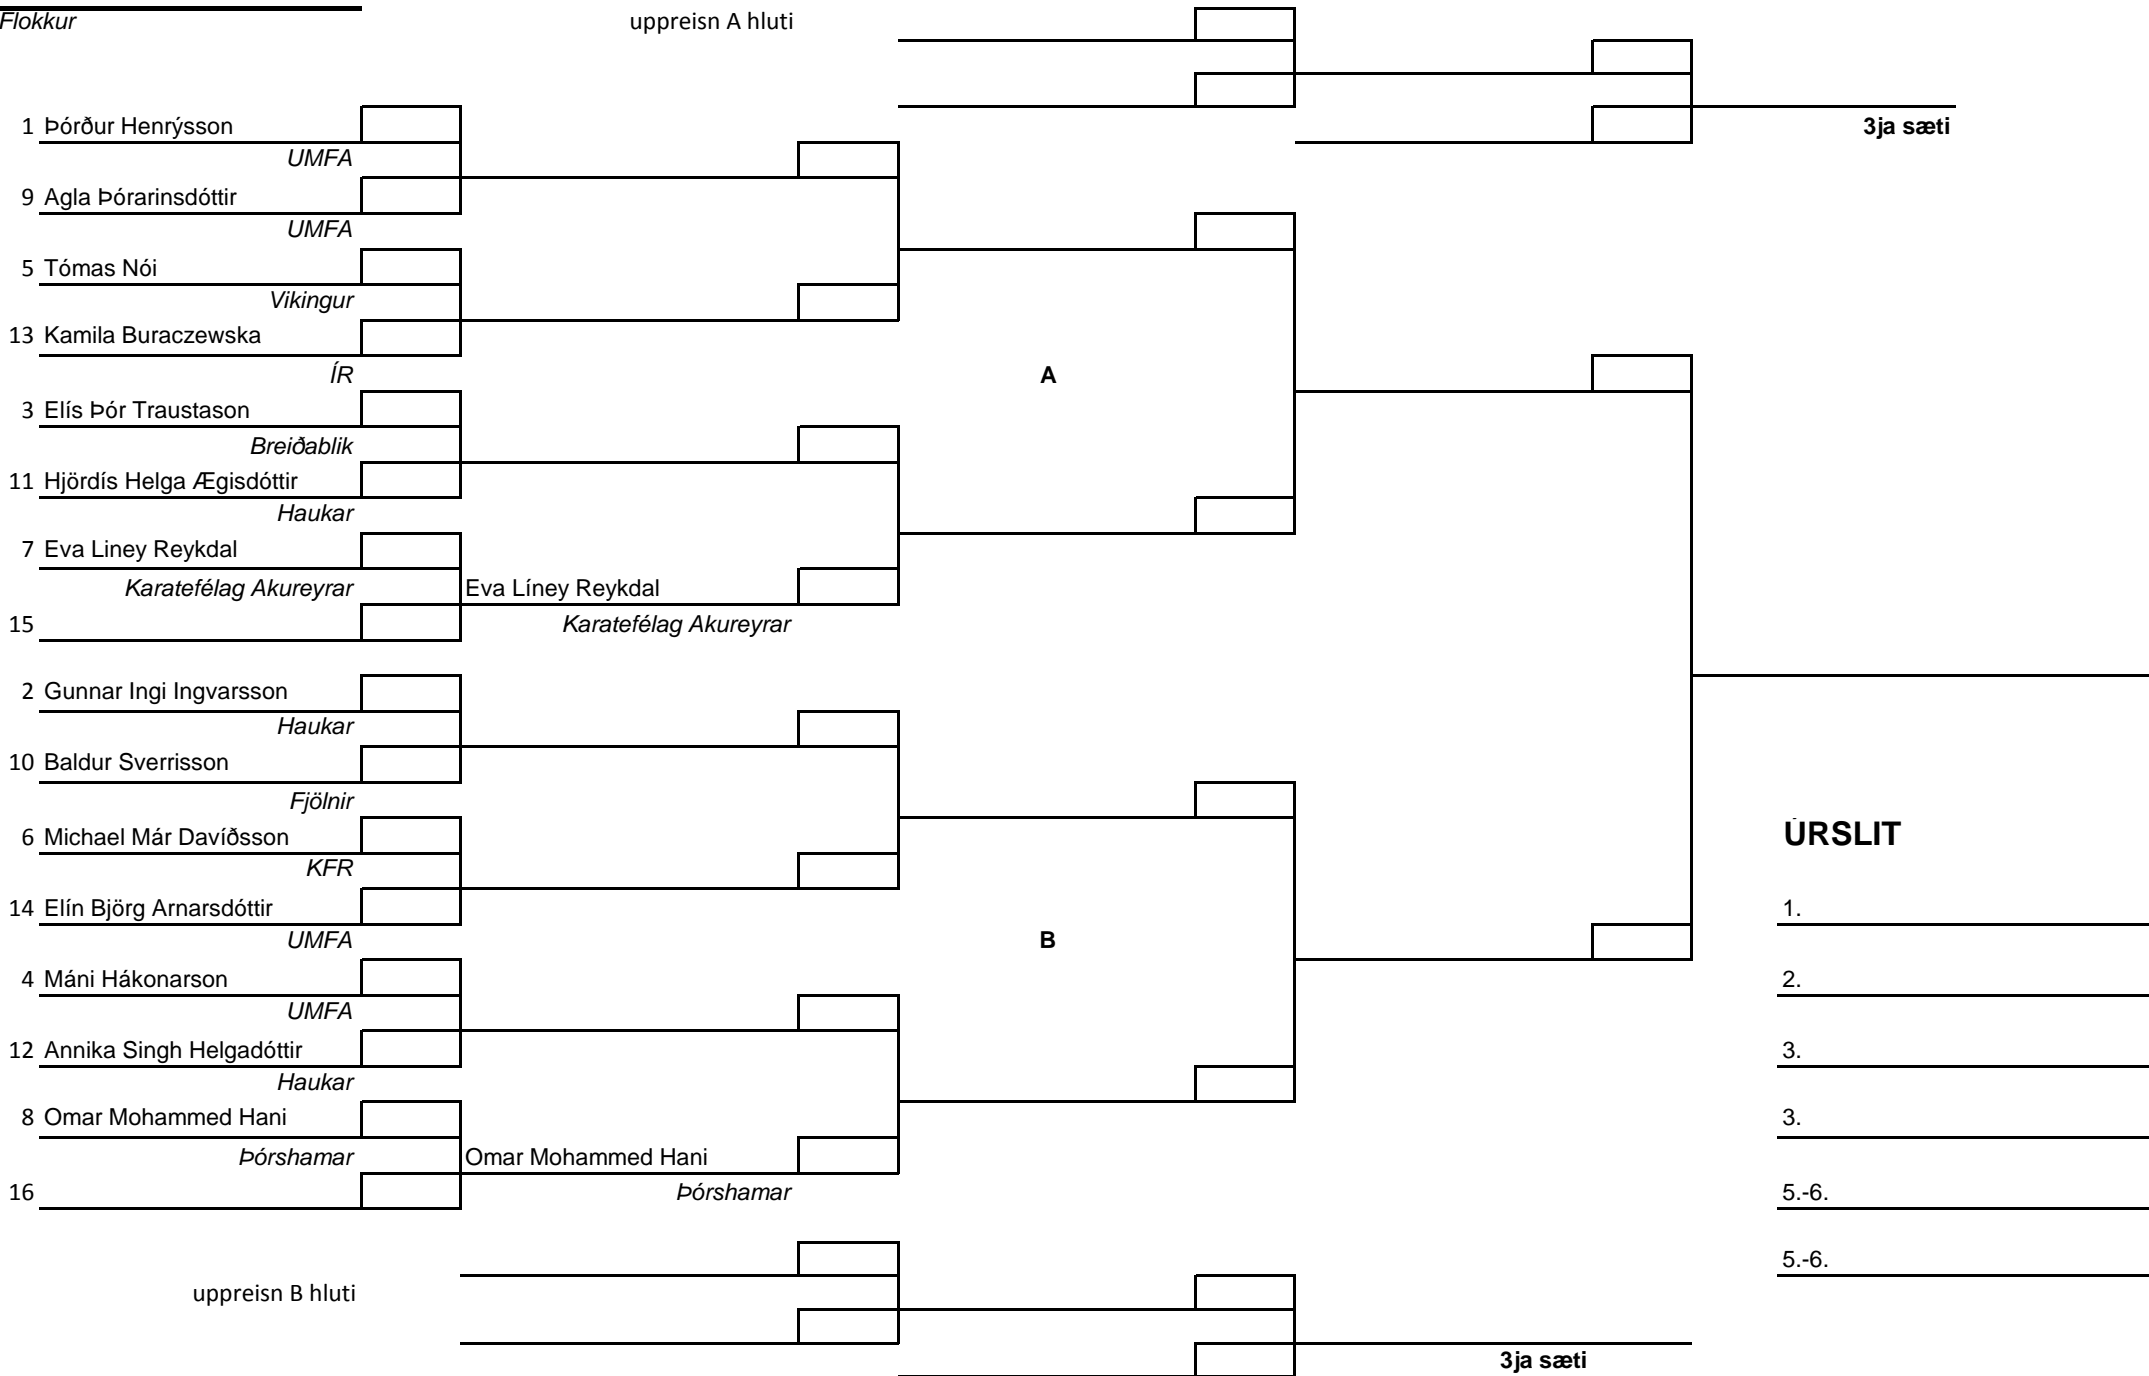 Flokkur
uppreisn A hluti
1 Þórður Henrýsson
3ja sæti
UMFA
9 Agla Þórarinsdóttir
UMFA
5 Tómas Nói
Vikingur
13 Kamila Buraczewska
ÍR
A
3 Elís Þór Traustason
Breiðablik
11 Hjördís Helga Ægisdóttir
Haukar
7 Eva Liney Reykdal
Karatefélag Akureyrar
Eva Líney Reykdal
15
Karatefélag Akureyrar
2 Gunnar Ingi Ingvarsson
Haukar
10 Baldur Sverrisson
Fjölnir
6 Michael Már Davíðsson
KFR
14 Elín Björg Arnarsdóttir
UMFA
B
4 Máni Hákonarson
UMFA
12 Annika Singh Helgadóttir
Haukar
8 Omar Mohammed Hani
Þórshamar
Omar Mohammed Hani
16
Þórshamar
ÚRSLIT
1.
2.
3.
3.
5.-6.
5.-6.
uppreisn B hluti
3ja sæti